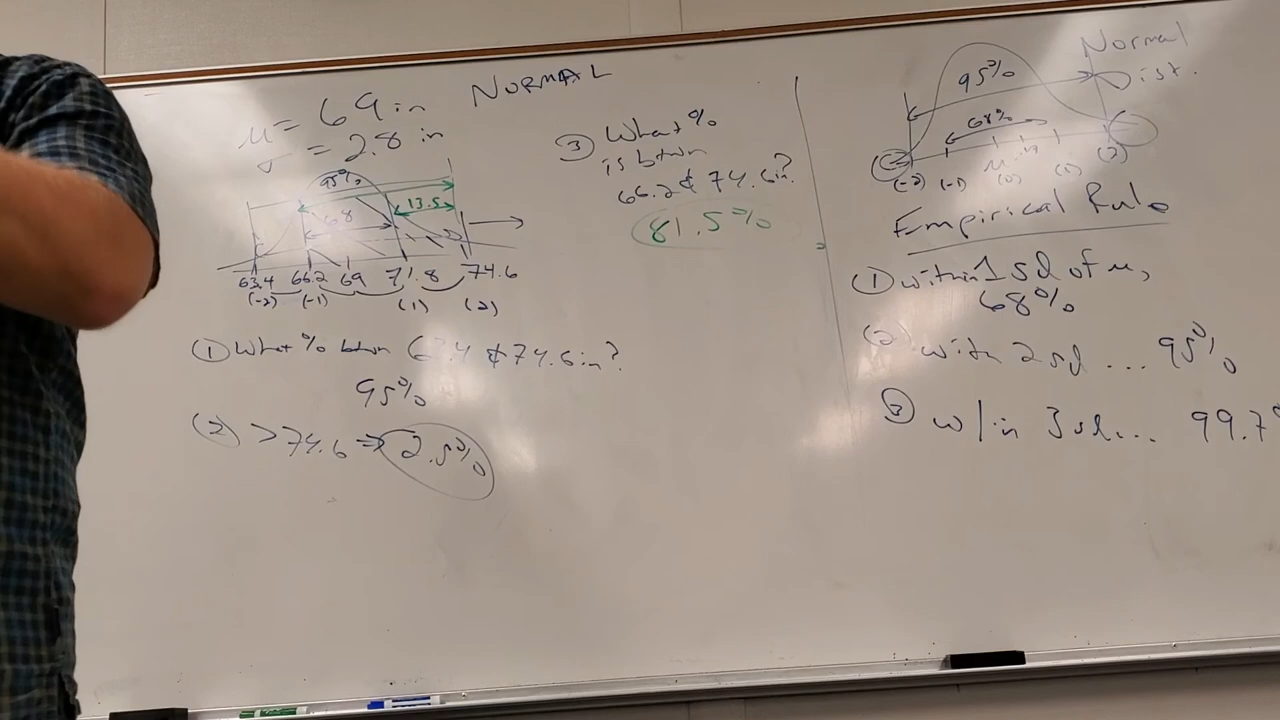 μ = 69 in
σ = 2.8 in
NORMAL
95%
68
13.5
63.4 66.2 69 71.8 74.6
(-2) (-1) (1) (2)
① What % btwn 63.4 & 74.6 in?
95%
(2) >74.6 ⇒ 2.5%
③ What %
is btwn
66.2 & 74.6 in?
81.5%
Normal
Dist.
95%
68%
(-2) (-1) (0) (1) (2)
Empirical Rule
① within 1 sd of μ,
68%
(2) with 2 sd ... 95%
③ w/in 3 sd... 99.7%